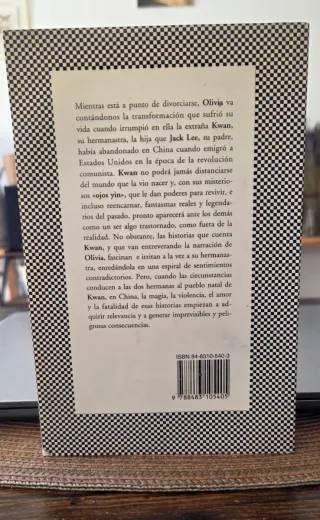 Mientras está a punto de divorciarse, Olivia va
contándonos la transformación que sufrió su
vida cuando irrumpió en ella la extraña Kwan,
su hermanastra, la hija que Jack Lee, su padre,
había abandonado en China cuando emigró a
Estados Unidos en la época de la revolución
comunista. Kwan no podrá jamás distanciarse
del mundo que la vio nacer y, con sus misterio-
sos «ojos yin», que le dan poderes para revivir, e
incluso reencarnar, fantasmas reales y legenda-
rios del pasado, pronto aparecerá ante los demás
como un ser algo trastornado, como fuera de la
realidad. No obstante, las historias que cuenta
Kwan, y que van entreverando la narración de
Olivia, fascinan e irritan a la vez a su hermanas-
tra, enredándola en una espiral de sentimientos
contradictorios. Pero, cuando las circunstancias
conducen a las dos hermanas al pueblo natal de
Kwan, en China, la magia, la violencia, el amor
y la fatalidad de esas historias empiezan a ad-
quirir relevancia y a generar imprevisibles y peli-
grosas consecuencias.
ISBN 84-8310-540-3
9 788483 105405